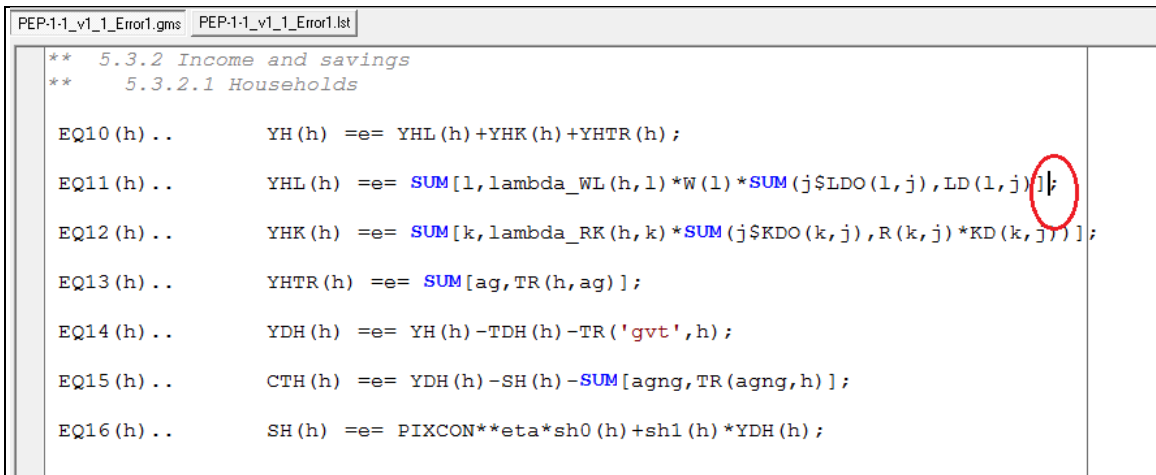 PEP-1-1_v1_1_Error1.gms PEP-1-1_v1_1_Error1.lst
** 5.3.2 Income and savings
** 5.3.2.1 Households
EQ10(h).. YH(h) =e= YHL(h)+YHK(h)+YHTR(h);
EQ11(h).. YHL(h) =e= SUM[l,lambda_WL(h,l)*W(l)*SUM(j$LDO(l,j),LD(l,j)];
EQ12(h).. YHK(h) =e= SUM[k,lambda_RK(h,k)*SUM(j$KDO(k,j),R(k,j)*KD(k,j))];
EQ13(h).. YHTR(h) =e= SUM[ag,TR(h,ag)];
EQ14(h).. YDH(h) =e= YH(h)-TDH(h)-TR('gvt',h);
EQ15(h).. CTH(h) =e= YDH(h)-SH(h)-SUM[agng,TR(agng,h)];
EQ16(h).. SH(h) =e= PIXCON**eta*sh0(h)+sh1(h)*YDH(h);